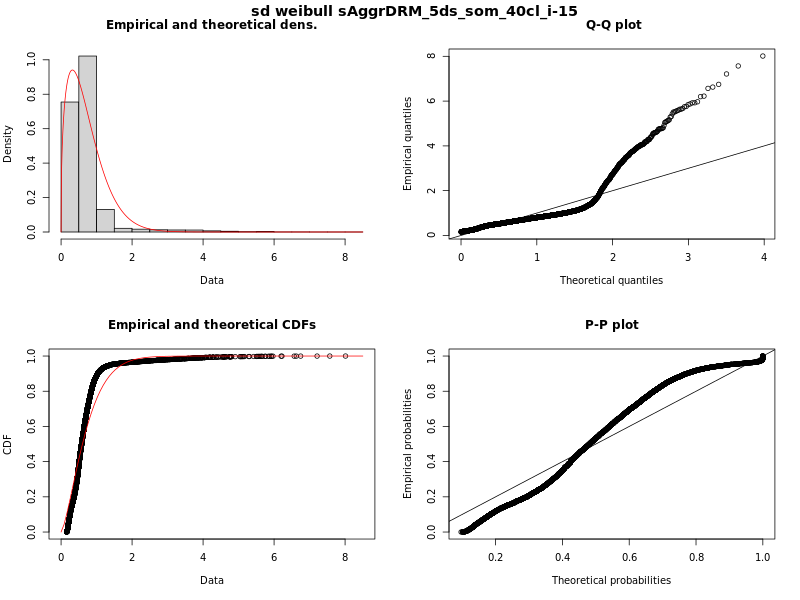 sd weibull sAggrDRM_5ds_som_40cl_i-15
Empirical and theoretical dens.
Density
0.0 0.2 0.4 0.6 0.8 1.0
0 2 4 6 8
Data
Q-Q plot
Empirical quantiles
0 2 4 6 8
0 1 2 3 4
Theoretical quantiles
Empirical and theoretical CDFs
CDF
0.0 0.2 0.4 0.6 0.8 1.0
0 2 4 6 8
Data
P-P plot
Empirical probabilities
0.0 0.2 0.4 0.6 0.8 1.0
0.2 0.4 0.6 0.8 1.0
Theoretical probabilities